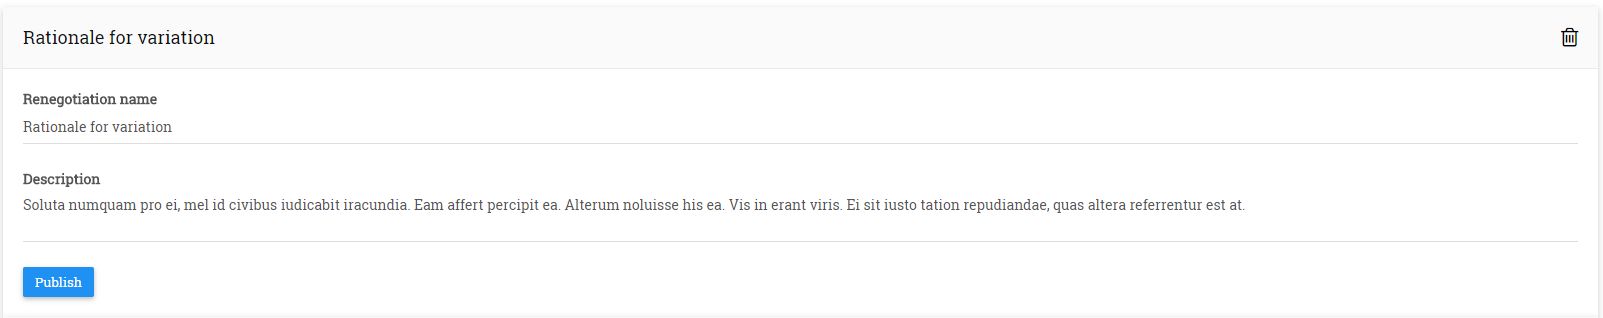 Rationale for variation
Renegotiation name
Rationale for variation
Description
Soluta numquam pro ei, mel id civibus iudicabit iracundia. Eam affert percipit ea. Alterum noluisse his ea. Vis in erant viris. Ei sit iusto tation repudiandae, quas altera referrentur est at.
Publish